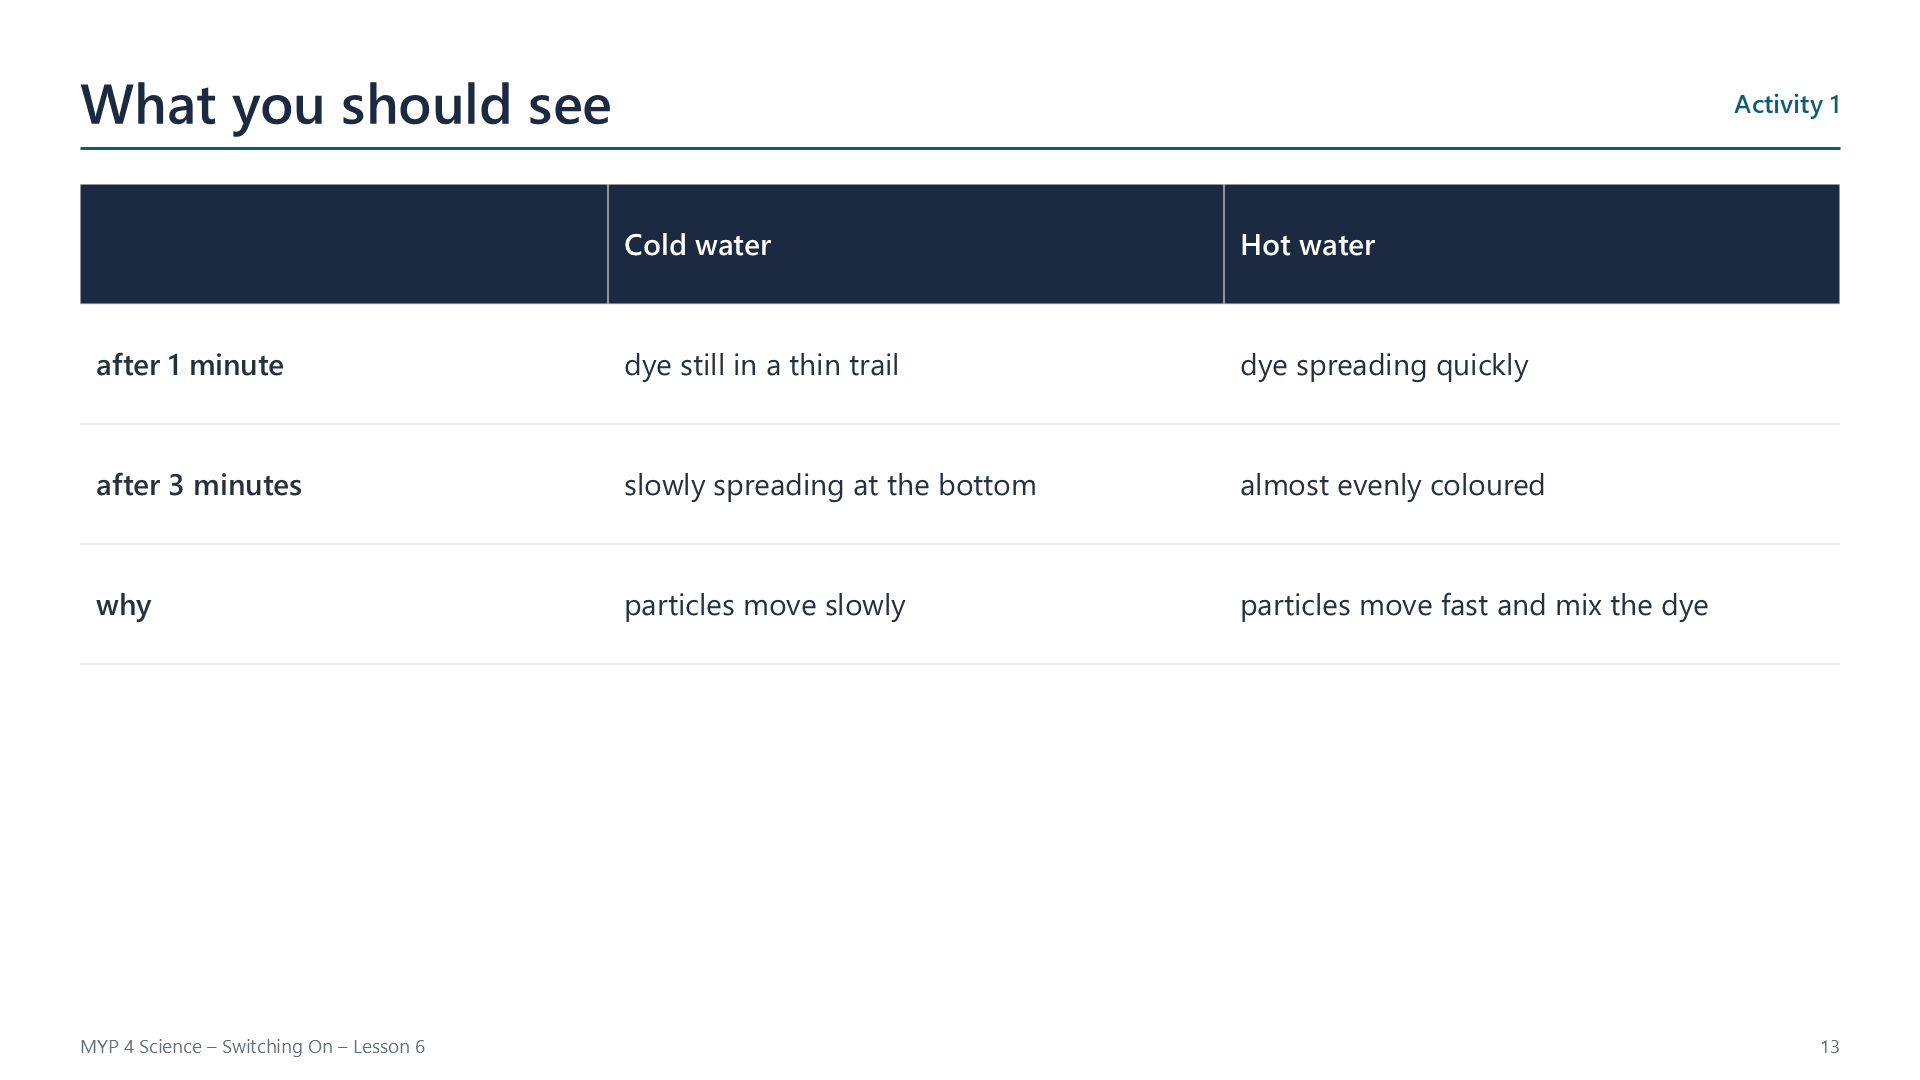 What you should see
Activity 1
Cold water
Hot water
after 1 minute
dye still in a thin trail
dye spreading quickly
after 3 minutes
slowly spreading at the bottom
almost evenly coloured
why
particles move slowly
particles move fast and mix the dye
MYP 4 Science – Switching On – Lesson 6
13